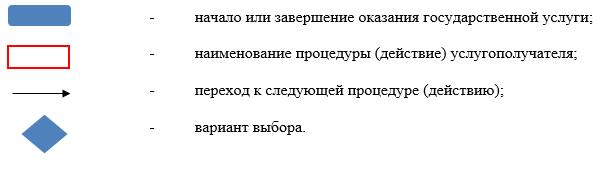 - начало или завершение оказания государственной услуги;
- наименование процедуры (действие) услугополучателя;
- переход к следующей процедуре (действию);
- вариант выбора.